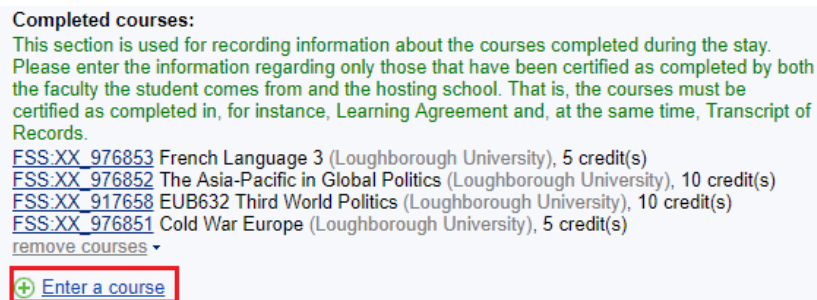 Completed courses:
This section is used for recording information about the courses completed during the stay.
Please enter the information regarding only those that have been certified as completed by both
the faculty the student comes from and the hosting school. That is, the courses must be
certified as completed in, for instance, Learning Agreement and, at the same time, Transcript of
Records.
FSS:XX_976853 French Language 3 (Loughborough University), 5 credit(s)
FSS:XX_976852 The Asia-Pacific in Global Politics (Loughborough University), 10 credit(s)
FSS:XX_917658 EUB632 Third World Politics (Loughborough University), 10 credit(s)
FSS:XX_976851 Cold War Europe (Loughborough University), 5 credit(s)
remove courses
Enter a course